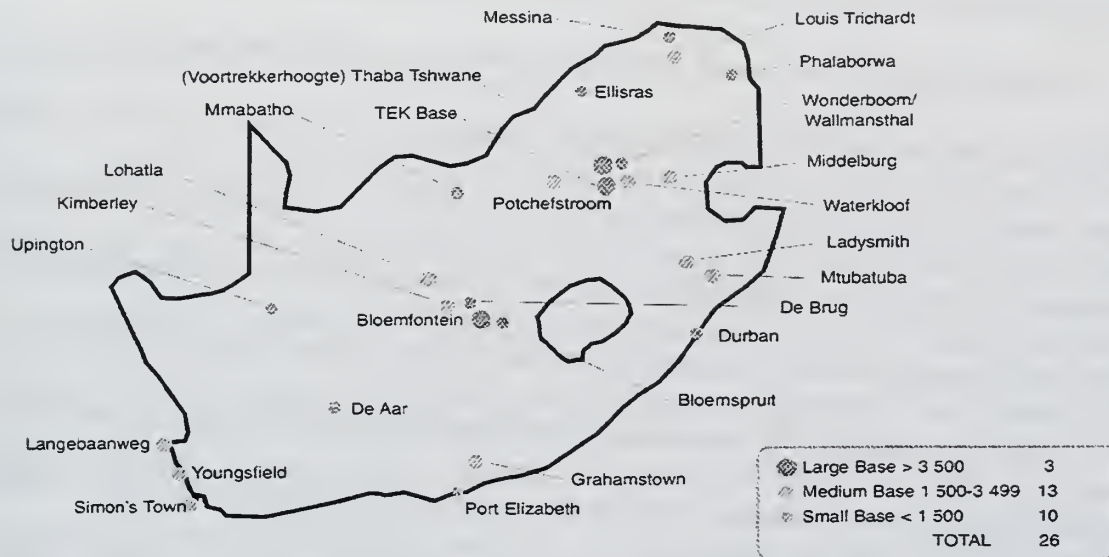 Messina
Louis Trichardt
(Voortrekkerhoogte) Thaba Tshwane
Phalaborwa
Ellisras
Mmabatho
TEK Base
Wonderboom/
Wallmansthal
Lohatla
Middelburg
Kimberley
Potchefstroom
Waterkloof
Upington
Ladysmith
Mtubatuba
Bloemfontein
De Brug
Durban
Bloemspruit
De Aar
Langebaanweg
Youngsfield
Grahamstown
Simon's Town
Port Elizabeth
Large Base > 3 500 3
Medium Base 1 500-3 499 13
Small Base < 1 500 10
TOTAL 26